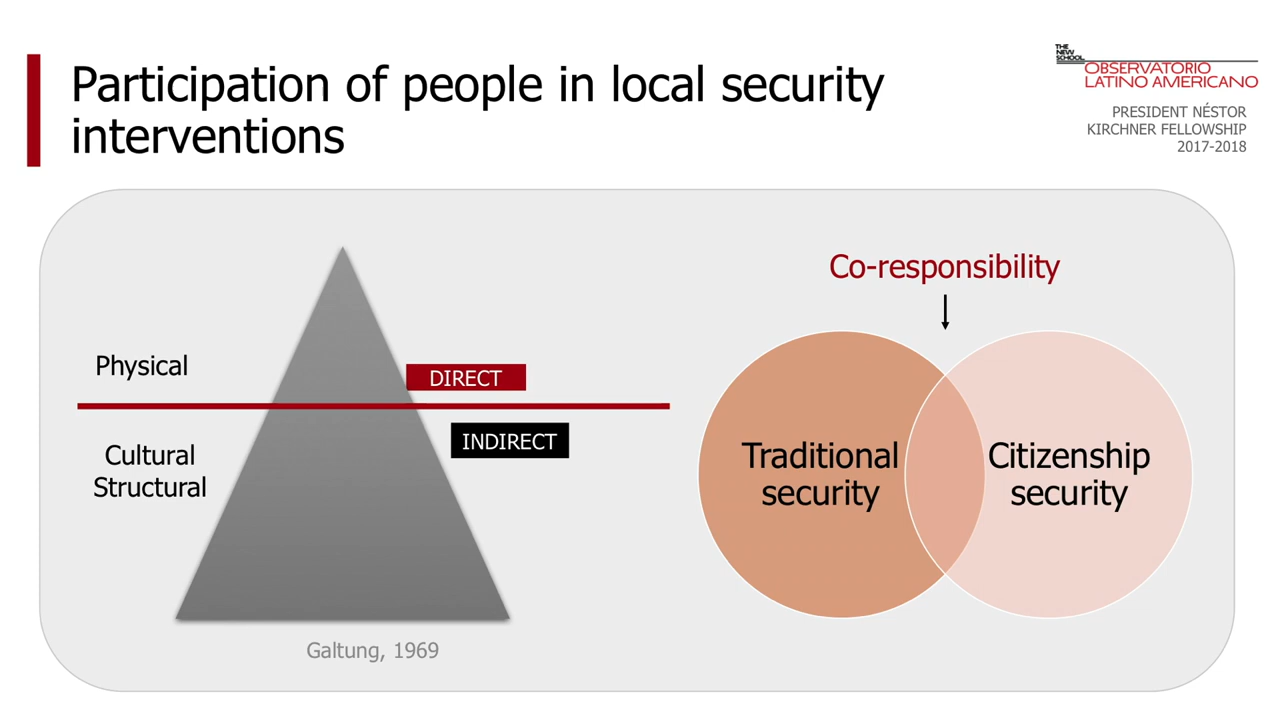 Participation of people in local security
interventions
THE
NEW
SCHOOL
OBSERVATORIO
LATINO AMERICANO
PRESIDENT NÉSTOR
KIRCHNER FELLOWSHIP
2017-2018
Physical
DIRECT
INDIRECT
Cultural
Structural
Galtung, 1969
Co-responsibility
Traditional
security
Citizenship
security